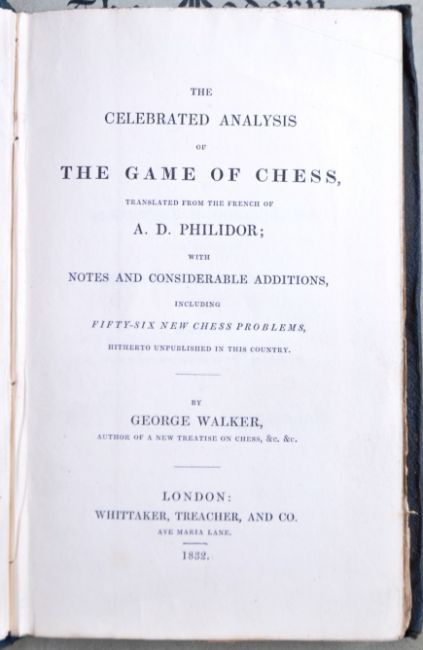 The Modern
THE
CELEBRATED ANALYSIS
OF
THE GAME OF CHESS,
TRANSLATED FROM THE FRENCH OF
A. D. PHILIDOR;
WITH
NOTES AND CONSIDERABLE ADDITIONS,
INCLUDING
FIFTY-SIX NEW CHESS PROBLEMS,
HITHERTO UNPUBLISHED IN THIS COUNTRY.
BY
GEORGE WALKER,
AUTHOR OF A NEW TREATISE ON CHESS, &c. &c.
LONDON:
WHITTAKER, TREACHER, AND CO.
AVE MARIA LANE.
1832.